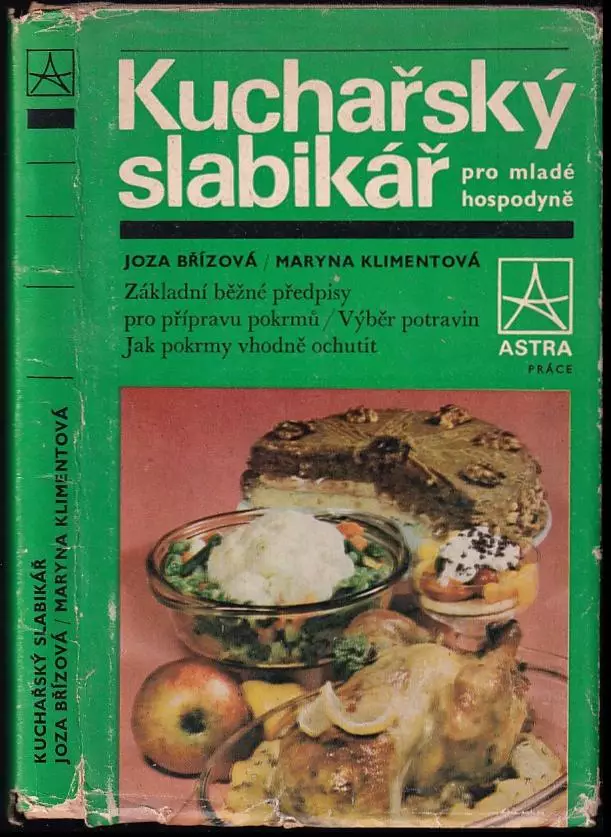 Kuchařský
slabikář
pro mladé
hospodyně
JOZA BŘÍZOVÁ / MARYNA KLIMENTOVÁ
Základní běžné předpisy
pro přípravu pokrmů / Výběr potravin
Jak pokrmy vhodně ochutit
ASTRA
PRÁCE
KUCHAŘSKÝ SLABIKÁŘ
JOZA BŘÍZOVÁ / MARYNA KLIMENTOVÁ